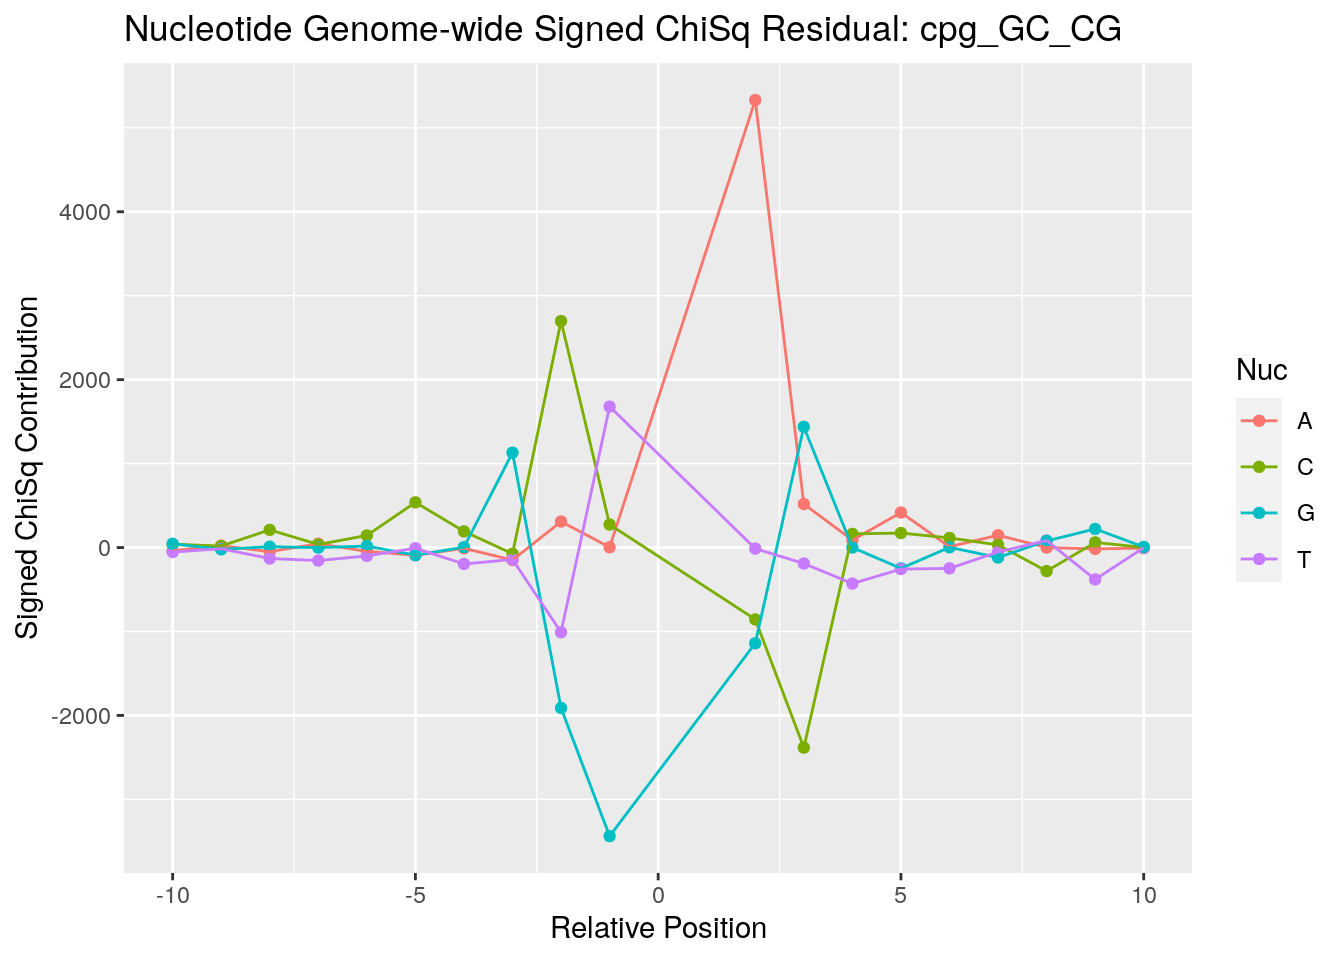 Nucleotide Genome-wide Signed ChiSq Residual: cpg_GC_CG
Signed ChiSq Contribution
4000
2000
0
-2000
-10
-5
0
5
10
Relative Position
Nuc
A
C
G
T